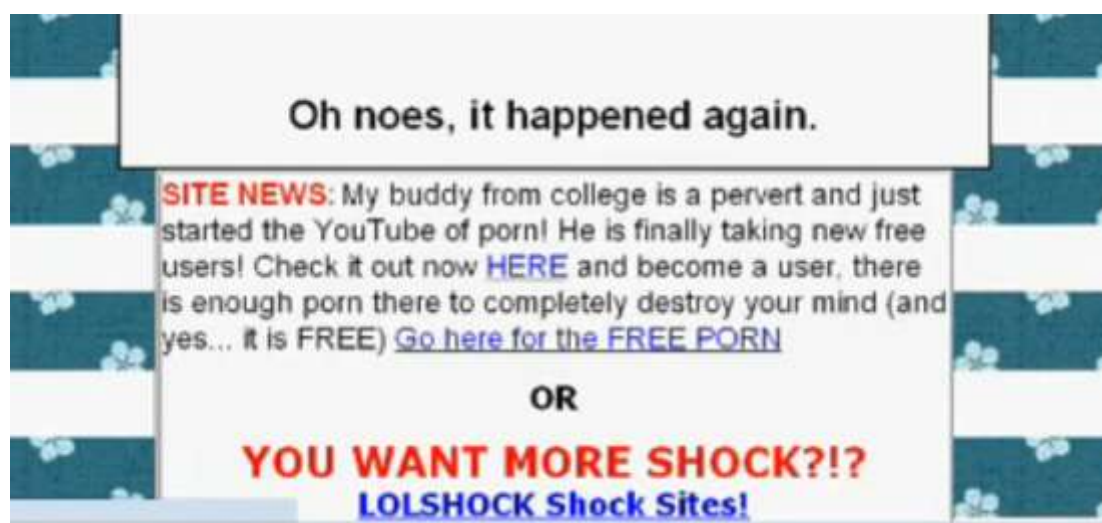 Oh noes, it happened again.
SITE NEWS: My buddy from college is a pervert and just
started the YouTube of porn! He is finally taking new free
users! Check it out now HERE and become a user, there
is enough porn there to completely destroy your mind (and
yes... it is FREE) Go here for the FREE PORN
OR
YOU WANT MORE SHOCK?!?
LOLSHOCK Shock Sites!